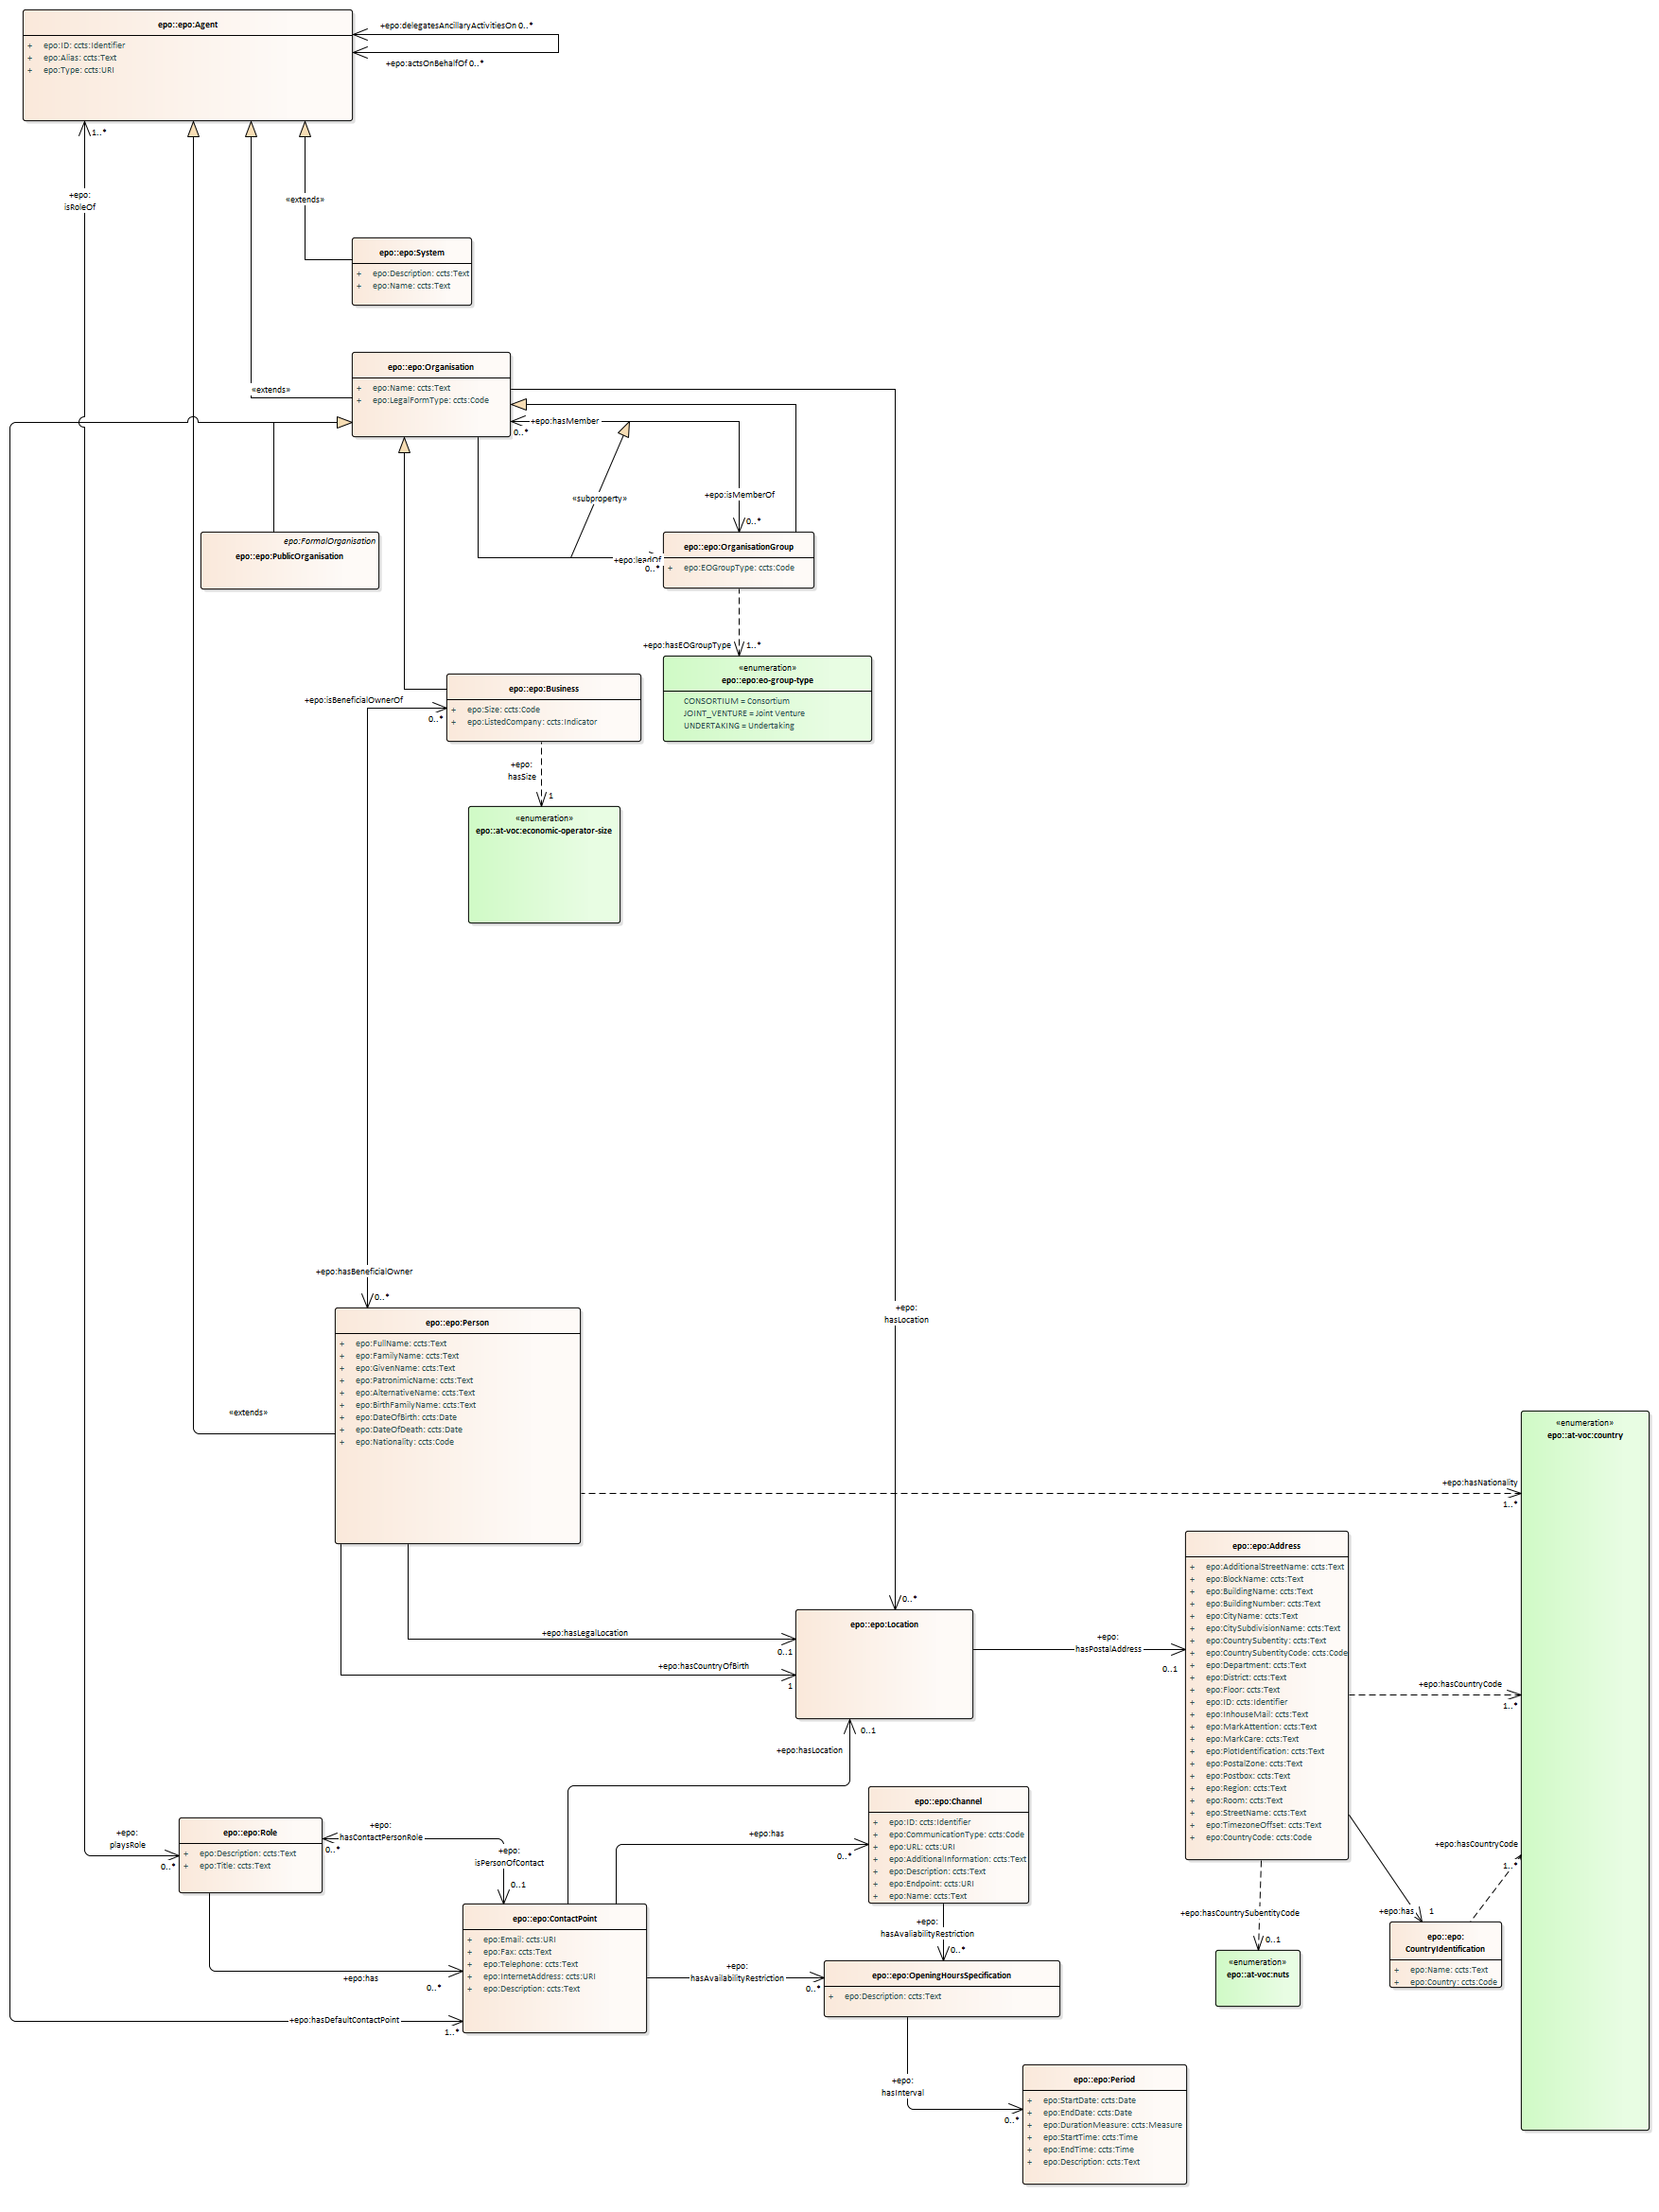 epo::epo:Agent
+ epo:ID: ccts:Identifier
+ epo:Alias: ccts:Text
+ epo:Type: ccts:URI
+epo:delegatesAncillaryActivitiesOn 0..*
+epo:actsOnBehalfOf 0..*
1..*
+epo:
isRoleOf
«extends»
epo::epo:System
+ epo:Description: ccts:Text
+ epo:Name: ccts:Text
epo::epo:Organisation
+ epo:Name: ccts:Text
+ epo:LegalFormType: ccts:Code
«extends»
+epo:hasMember
0..*
«subproperty»
+epo:isMemberOf
0..*
epo:FormalOrganisation
epo::epo:PublicOrganisation
+epo:leadOf
0..*
epo::epo:OrganisationGroup
+ epo:EOGroupType: ccts:Code
+epo:hasEOGroupType
1..*
«enumeration»
epo::epo:eo-group-type
CONSORTIUM = Consortium
JOINT_VENTURE = Joint Venture
UNDERTAKING = Undertaking
epo::epo:Business
+ epo:Size: ccts:Code
+ epo:ListedCompany: ccts:Indicator
+epo:isBeneficialOwnerOf
0..*
+epo:
hasSize
1
«enumeration»
epo::at-voc:economic-operator-size
+epo:hasBeneficialOwner
0..*
+epo:
hasLocation
epo::epo:Person
+ epo:FullName: ccts:Text
+ epo:FamilyName: ccts:Text
+ epo:GivenName: ccts:Text
+ epo:PatronimicName: ccts:Text
+ epo:AlternativeName: ccts:Text
+ epo:BirthFamilyName: ccts:Text
+ epo:DateOfBirth: ccts:Date
+ epo:DateOfDeath: ccts:Date
+ epo:Nationality: ccts:Code
«extends»
«enumeration»
epo::at-voc:country
+epo:hasNationality
1..*
epo::epo:Address
+ epo:AdditionalStreetName: ccts:Text
+ epo:BlockName: ccts:Text
+ epo:BuildingName: ccts:Text
+ epo:BuildingNumber: ccts:Text
+ epo:CityName: ccts:Text
+ epo:CitySubdivisionName: ccts:Text
+ epo:CountrySubentity: ccts:Text
+ epo:CountrySubentityCode: ccts:Code
+ epo:Department: ccts:Text
+ epo:District: ccts:Text
+ epo:Floor: ccts:Text
+ epo:ID: ccts:Identifier
+ epo:InhouseMail: ccts:Text
+ epo:MarkAttention: ccts:Text
+ epo:MarkCare: ccts:Text
+ epo:PlotIdentification: ccts:Text
+ epo:PostalZone: ccts:Text
+ epo:Postbox: ccts:Text
+ epo:Region: ccts:Text
+ epo:Room: ccts:Text
+ epo:StreetName: ccts:Text
+ epo:TimezoneOffset: ccts:Text
+ epo:CountryCode: ccts:Code
0..*
epo::epo:Location
+epo:hasLegalLocation
0..1
+epo:hasCountryOfBirth
1
+epo:
hasPostalAddress
0..1
+epo:hasCountryCode
1..*
0..1
+epo:hasLocation
epo::epo:Channel
+ epo:ID: ccts:Identifier
+ epo:CommunicationType: ccts:Code
+ epo:URL: ccts:URI
+ epo:AdditionalInformation: ccts:Text
+ epo:Description: ccts:Text
+ epo:Endpoint: ccts:URI
+ epo:Name: ccts:Text
+epo:
playsRole
0..*
epo::epo:Role
+ epo:Description: ccts:Text
+ epo:Title: ccts:Text
+epo:
hasContactPersonRole
0..*
+epo:
isPersonOfContact
0..1
+epo:has
0..*
+epo:hasCountryCode
1..*
+epo:has 1
+epo:hasCountrySubentityCode
0..1
«enumeration»
epo::at-voc:nuts
epo::epo:
CountryIdentification
+ epo:Name: ccts:Text
+ epo:Country: ccts:Code
epo::epo:ContactPoint
+ epo:Email: ccts:URI
+ epo:Fax: ccts:Text
+ epo:Telephone: ccts:Text
+ epo:InternetAddress: ccts:URI
+ epo:Description: ccts:Text
+epo:
hasAvaliabilityRestriction
0..*
+epo:has
0..*
+epo:
hasAvailabilityRestriction
0..*
epo::epo:OpeningHoursSpecification
+ epo:Description: ccts:Text
+epo:hasDefaultContactPoint
1..*
+epo:
hasInterval
0..*
epo::epo:Period
+ epo:StartDate: ccts:Date
+ epo:EndDate: ccts:Date
+ epo:DurationMeasure: ccts:Measure
+ epo:StartTime: ccts:Time
+ epo:EndTime: ccts:Time
+ epo:Description: ccts:Text